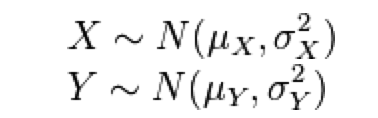 X ∼ N(μ_X, σ_X^2)
Y ∼ N(μ_Y, σ_Y^2)